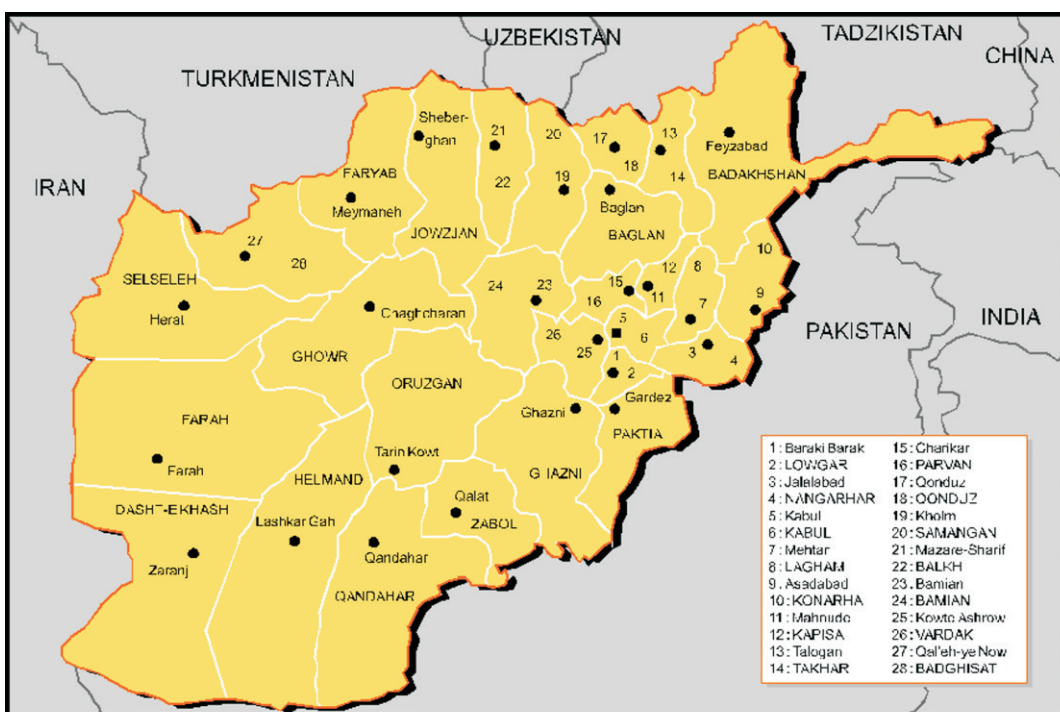 UZBEKISTAN
TADZIKISTAN
CHINA
TURKMENISTAN
IRAN
PAKISTAN
INDIA
Sheber-
ghan
21
20
17
13
18
Feyzabad
FARYAB
22
19
14
BADAKHSHAN
Meymaneh
Baglan
JOWZJAN
BAGLAN
27
28
10
12
8
SELSELEH
24
23
15
11
9
Herat
Chaghcharan
16
7
5
26
6
GHOWR
25
3
4
1
ORUZGAN
2
Ghazni
Gardez
FARAH
PAKTIA
Tarin Kowt
Farah
HELMAND
GHAZNI
DASHT-E KHASH
Lashkar Gah
Qalat
ZABOL
Zaranj
Qandahar
QANDAHAR
1: Baraki Barak
2: LOWGAR
3: Jalalabad
4: NANGARHAR
5: Kabul
6: KABUL
7: Mehtar
8: LAGHAM
9: Asadabad
10: KONARHA
11: Mahnude
12: KAPISA
13: Talogan
14: TAKHAR
15: Charikar
16: PARVAN
17: Qonduz
18: QONDUZ
19: Kholm
20: SAMANGAN
21: Mazare-Sharif
22: BALKH
23: Bamian
24: BAMIAN
25: Kowte Ashrow
26: VARDAK
27: Qal'eh-ye Now
28: BADGHISAT